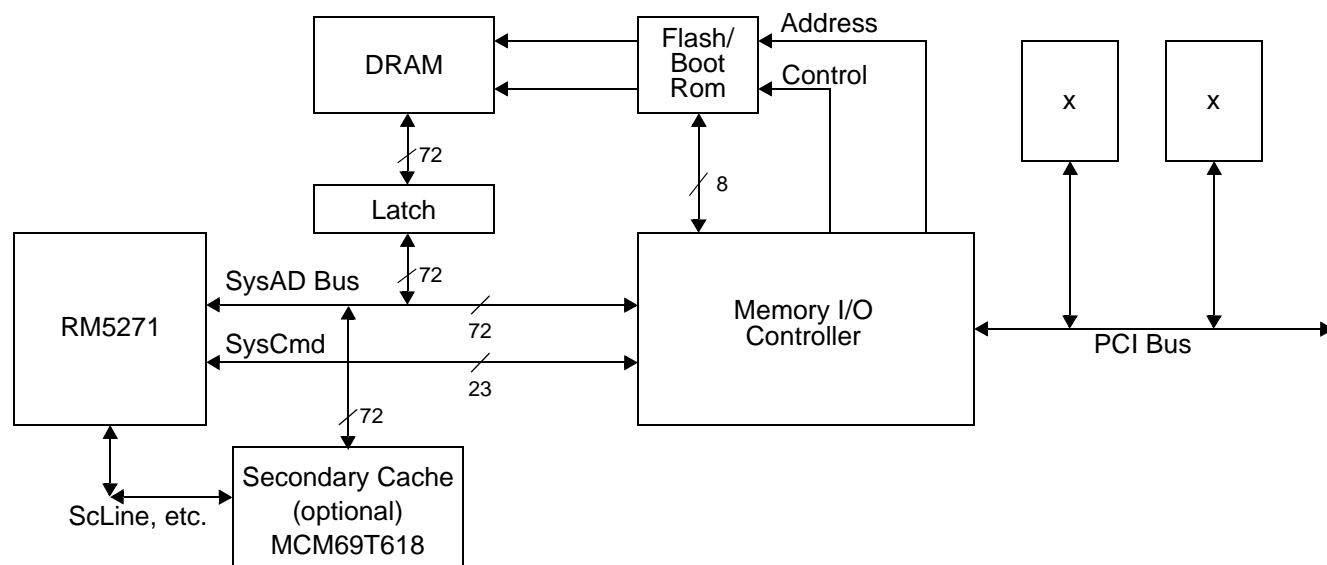 DRAM
Flash/
Boot
Rom
Address
Control
x
x
72
8
Latch
72
SysAD Bus
72
RM5271
Memory I/O
Controller
SysCmd
23
PCI Bus
72
Secondary Cache
(optional)
MCM69T618
ScLine, etc.